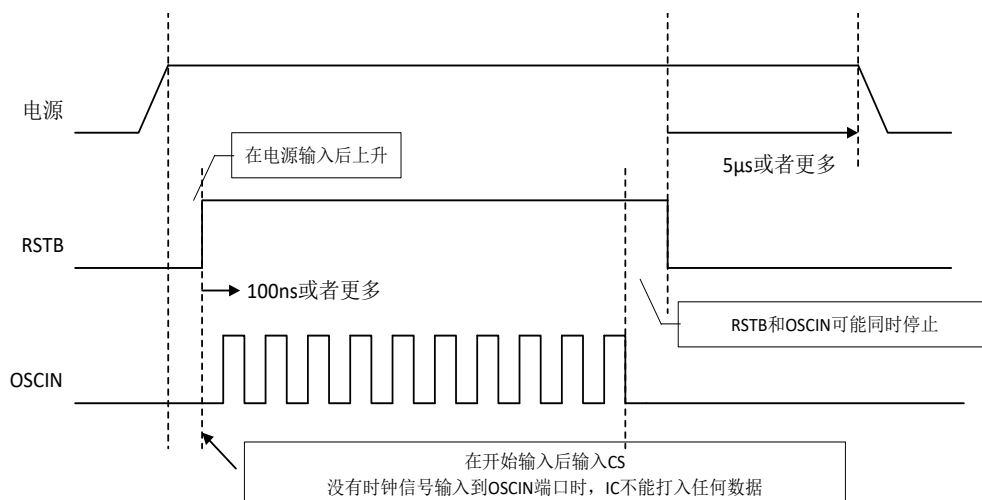 电源
在电源输入后上升
5μs或者更多
RSTB
100ns或者更多
RSTB和OSCIN可能同时停止
OSCIN
在开始输入后输入CS
没有时钟信号输入到OSCIN端口时，IC不能打入任何数据